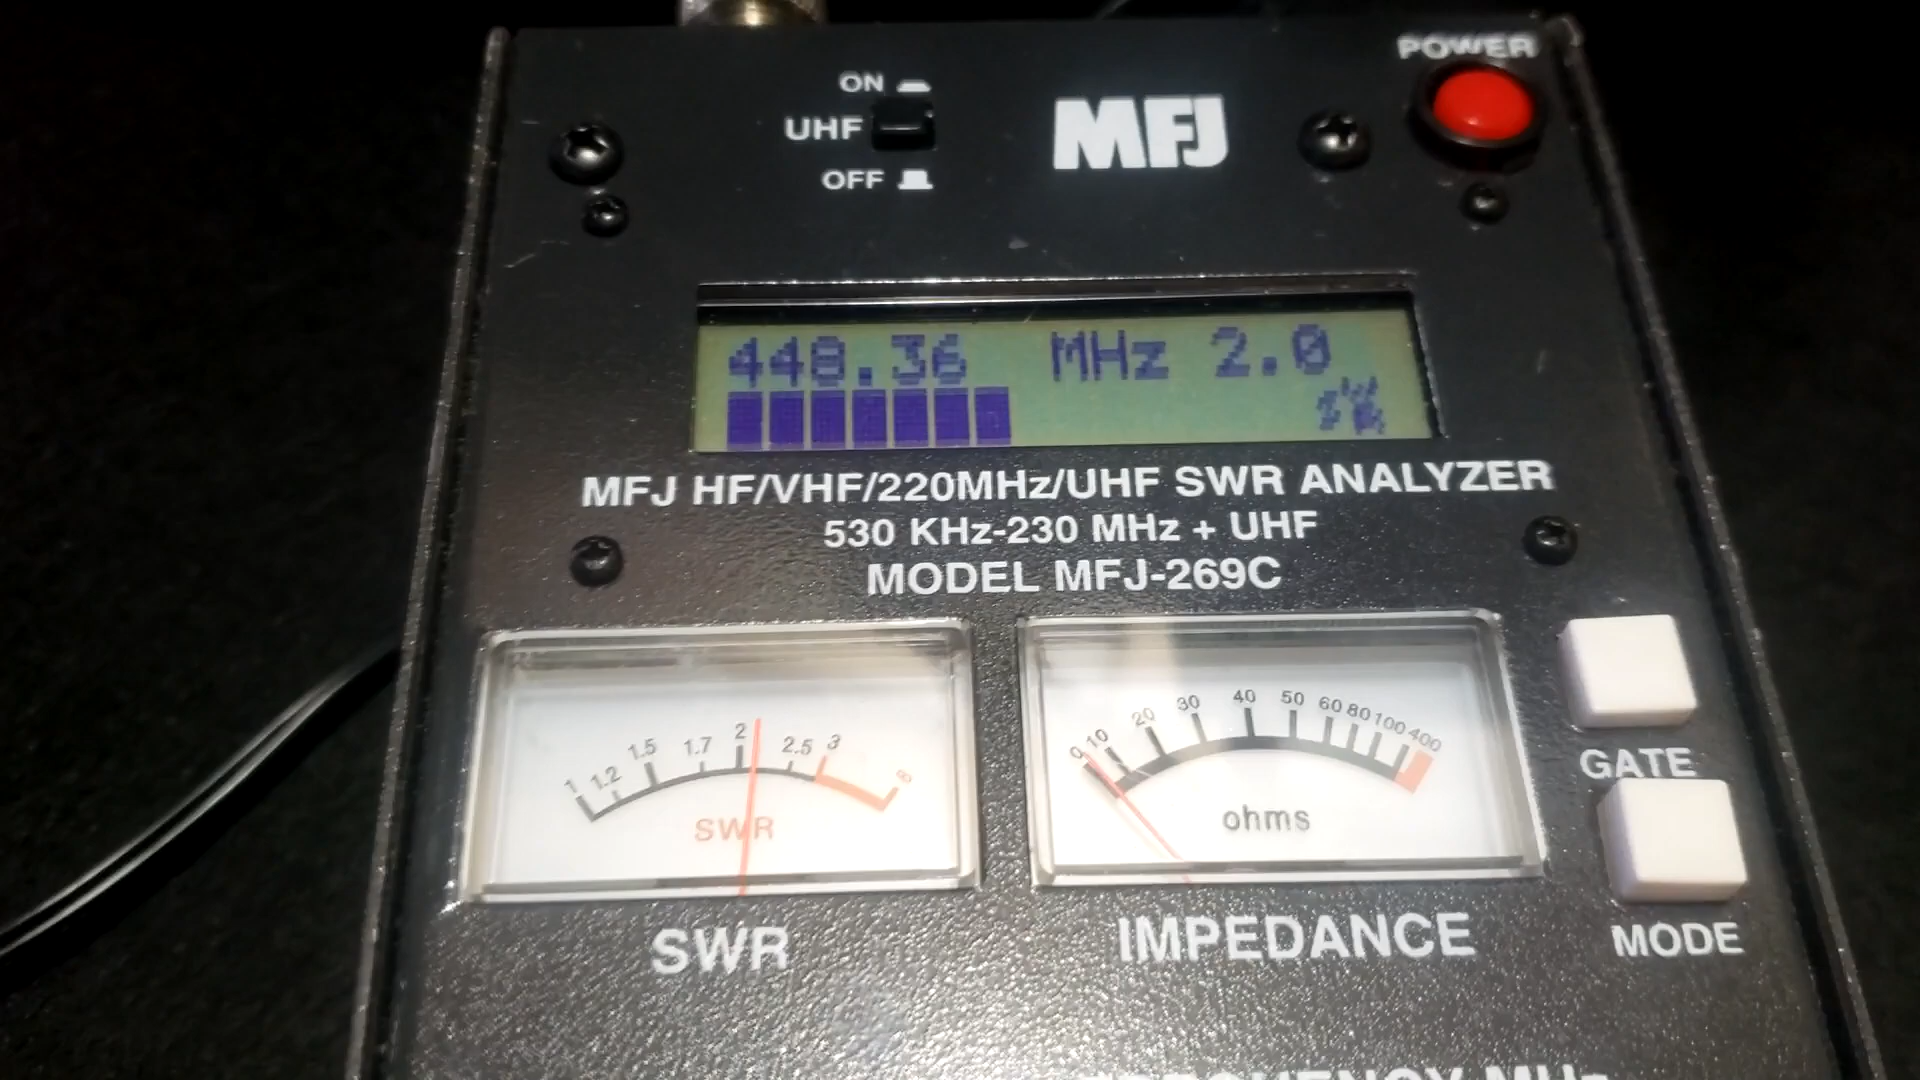 POWER
ON
UHF
OFF
MFJ
448.36 MHz 2.0
MFJ HF/VHF/220MHz/UHF SWR ANALYZER
530 KHz-230 MHz + UHF
MODEL MFJ-269C
1 1.2 1.5 1.7 2 2.5 3 8
SWR
0 10 20 30 40 50 60 80 100 400
ohms
GATE
SWR
IMPEDANCE
MODE